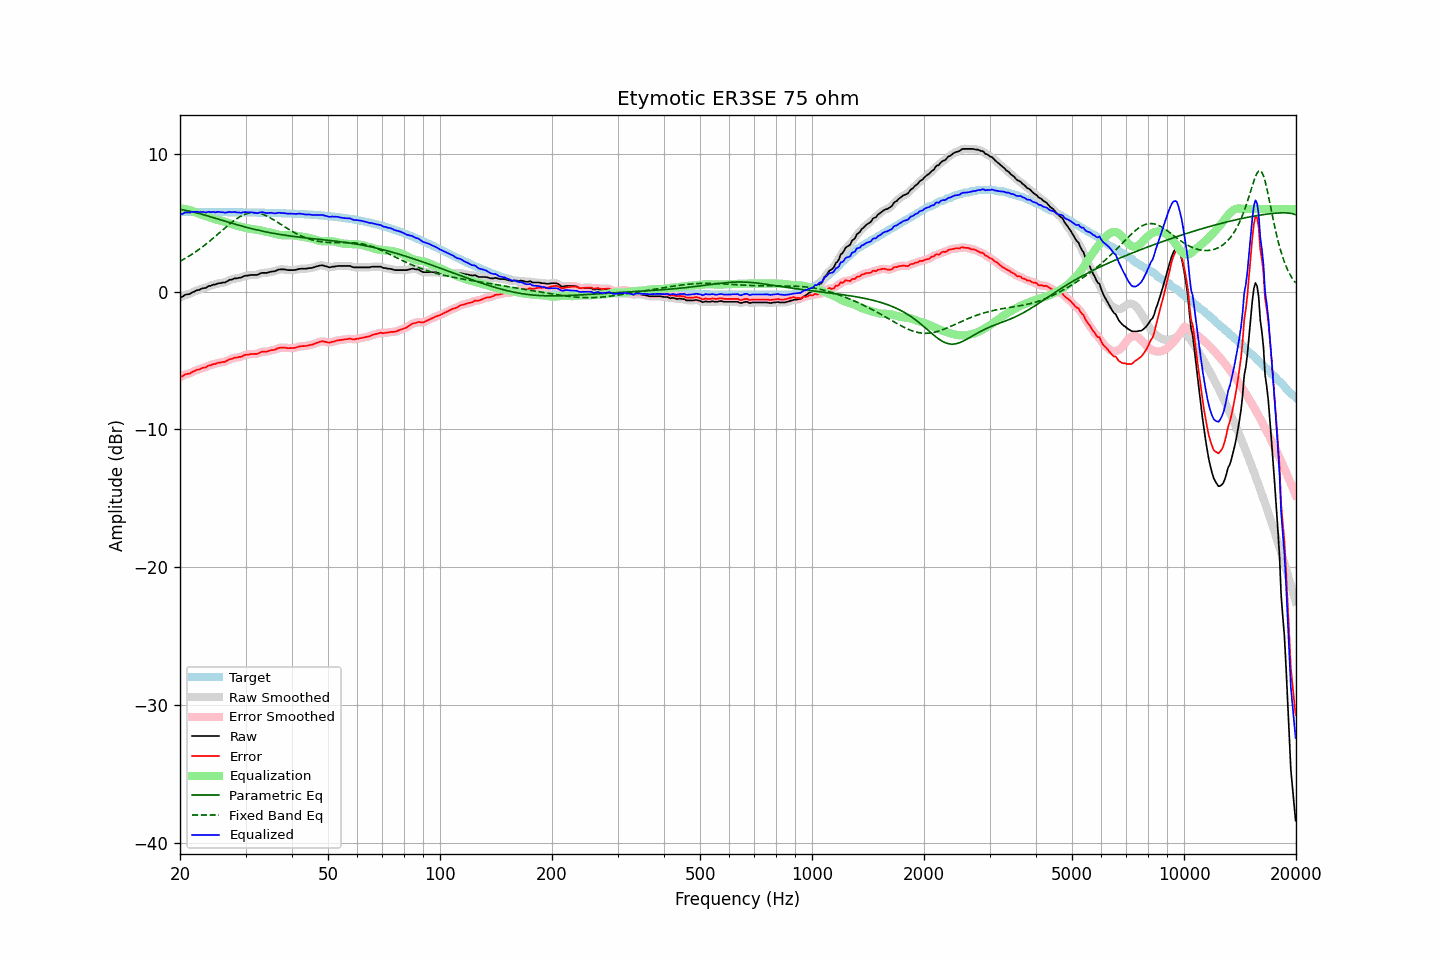 Etymotic ER3SE 75 ohm
Amplitude (dBr)
10
0
−10
−20
−30
−40
Target
Raw Smoothed
Error Smoothed
Raw
Error
Equalization
Parametric Eq
Fixed Band Eq
Equalized
20 50 100 200 500 1000 2000 5000 10000 20000
Frequency (Hz)